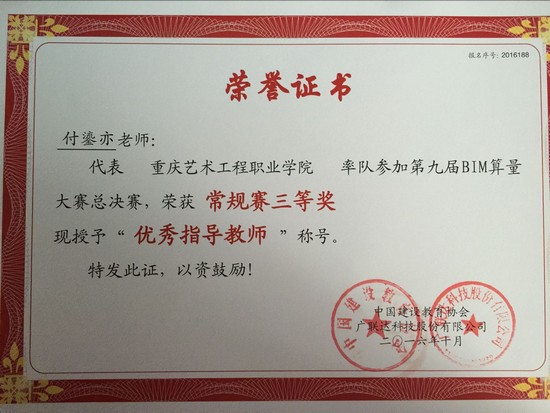 报名序号: 2016188
荣誉证书
付鎏亦老师:
代表 重庆艺术工程职业学院 率队参加第九届BIM算量
大赛总决赛,荣获 常规赛三等奖
现授予“ 优秀指导教师 ”称号。
特发此证,以资鼓励!
中国建设教育协会
广联达科技股份有限公司
二〇一六年十月